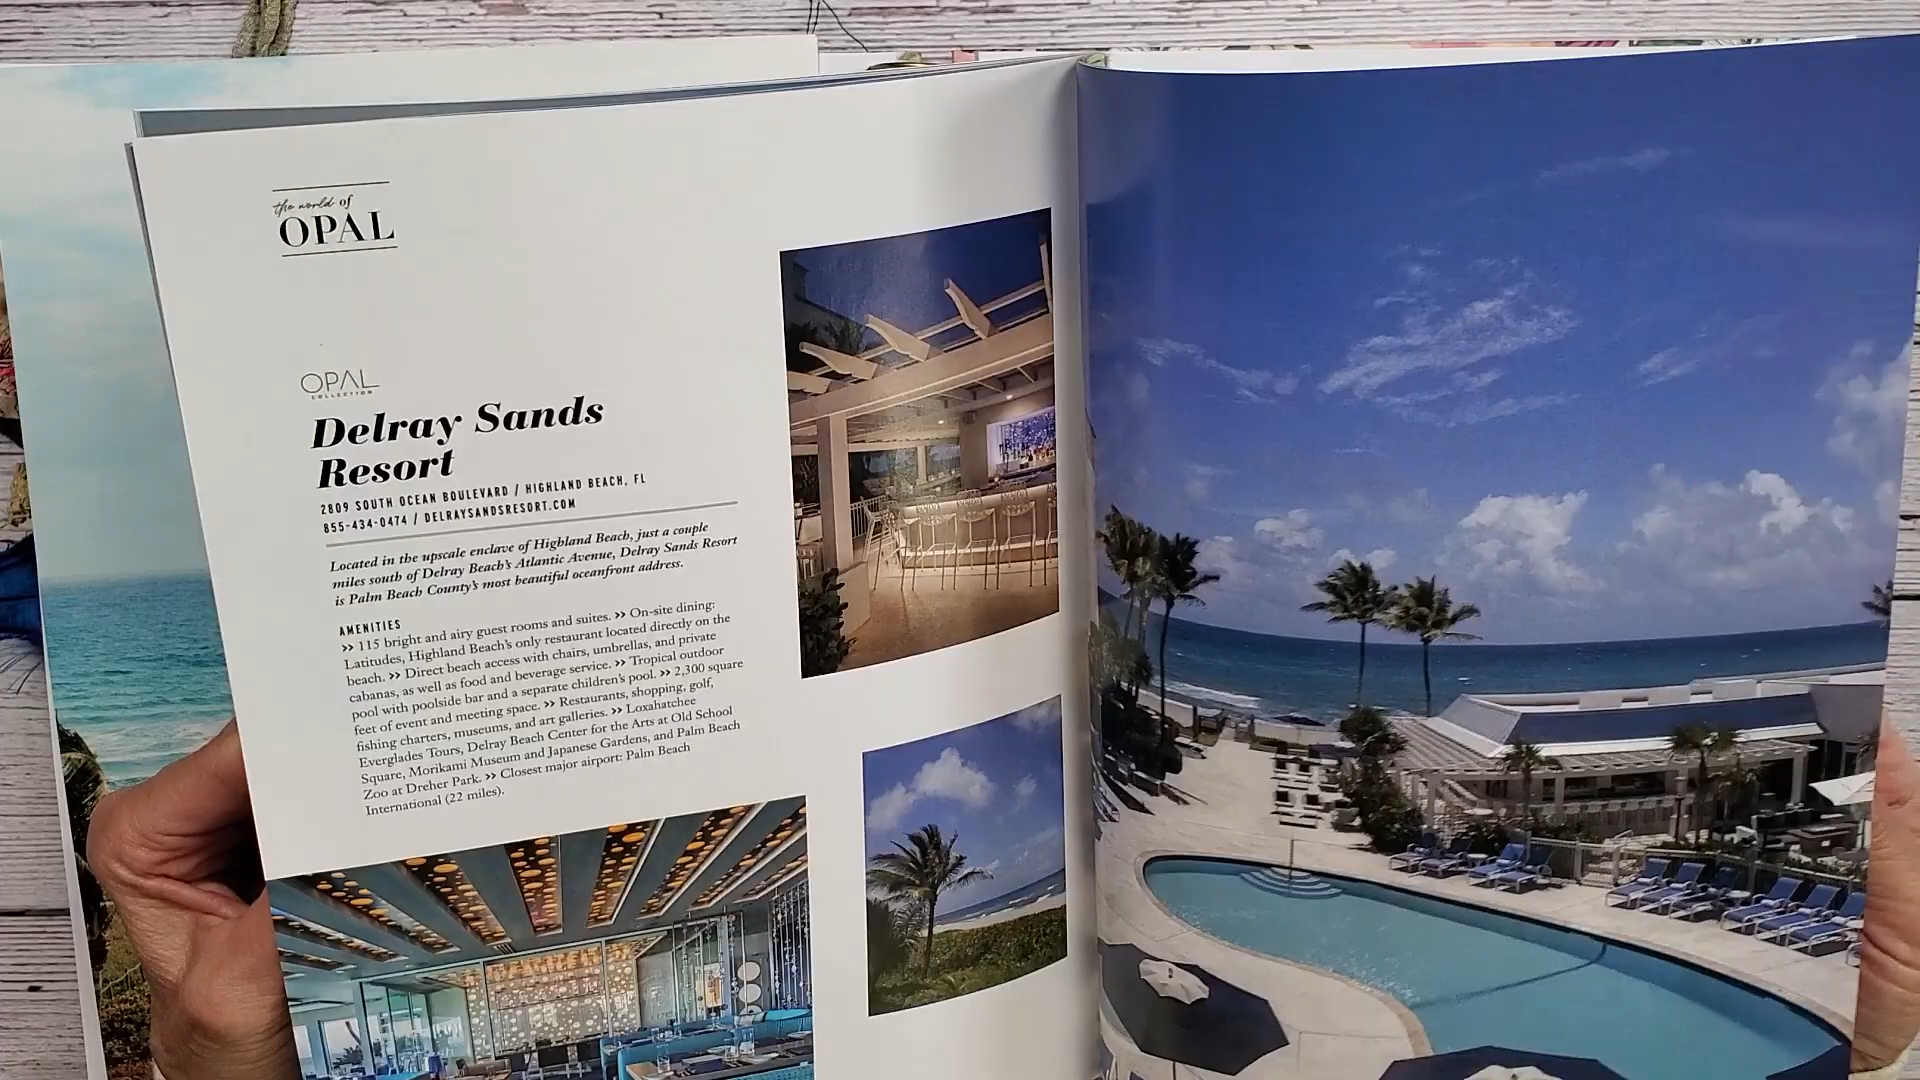 the world of
OPAL
OPAL
COLLECTION
Delray Sands
Resort
2809 SOUTH OCEAN BOULEVARD / HIGHLAND BEACH, FL
855-434-0474 / DELRAYSANDSRESORT.COM
Located in the upscale enclave of Highland Beach, just a couple
miles south of Delray Beach's Atlantic Avenue, Delray Sands Resort
is Palm Beach County's most beautiful oceanfront address.
AMENITIES
>> 115 bright and airy guest rooms and suites. >> On-site dining:
Latitudes, Highland Beach's only restaurant located directly on the
beach. >> Direct beach access with chairs, umbrellas, and private
cabanas, as well as food and beverage service. >> Tropical outdoor
pool with poolside bar and a separate children's pool. >> 2,300 square
feet of event and meeting space. >> Restaurants, shopping, golf,
fishing charters, museums, and art galleries. >> Loxahatchee
Everglades Tours, Delray Beach Center for the Arts at Old School
Square, Morikami Museum and Japanese Gardens, and Palm Beach
Zoo at Dreher Park. >> Closest major airport: Palm Beach
International (22 miles).